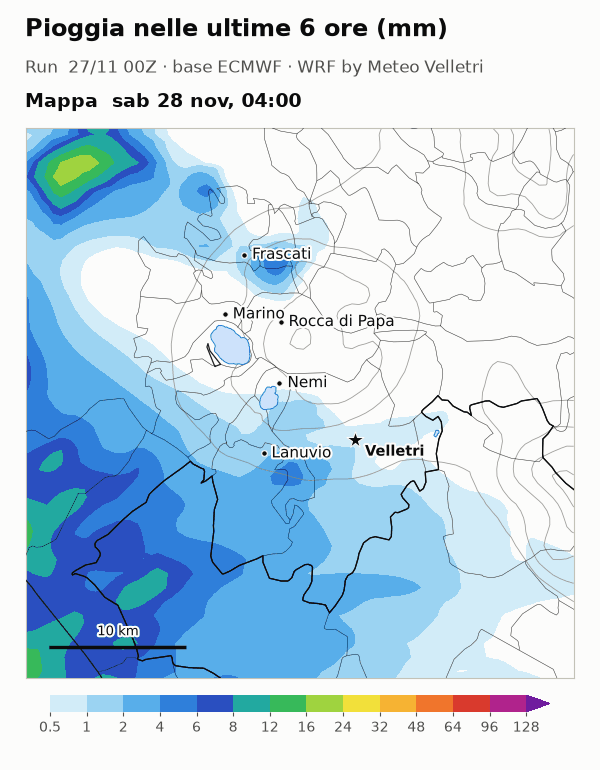 Pioggia nelle ultime 6 ore (mm)
Run  27/11 00Z · base ECMWF · WRF by Meteo Velletri
Mappa  sab 28 nov, 04:00
Frascati
Marino
Rocca di Papa
Nemi
Velletri
Lanuvio
10 km
0.5 1 2 4 6 8 12 16 24 32 48 64 96 128